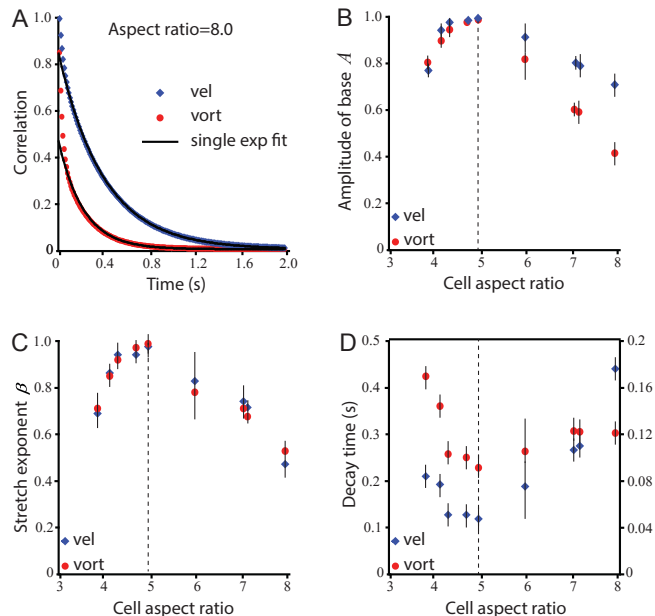 A
Aspect ratio=8.0
Correlation
1.0
0.8
0.6
0.4
0.2
0
vel
vort
single exp fit
0
0.4
0.8
1.2
1.6
2.0
Time (s)
B
Amplitude of base A
1
0.8
0.6
0.4
0.2
0
vel
vort
3
4
5
6
7
8
Cell aspect ratio
C
Stretch exponent β
1.0
0.8
0.6
0.4
0.2
0
vel
vort
3
4
5
6
7
8
Cell aspect ratio
D
Decay time (s)
0.5
0.4
0.3
0.2
0.1
0
0.2
0.16
0.12
0.08
0.04
0
vel
vort
3
4
5
6
7
8
Cell aspect ratio